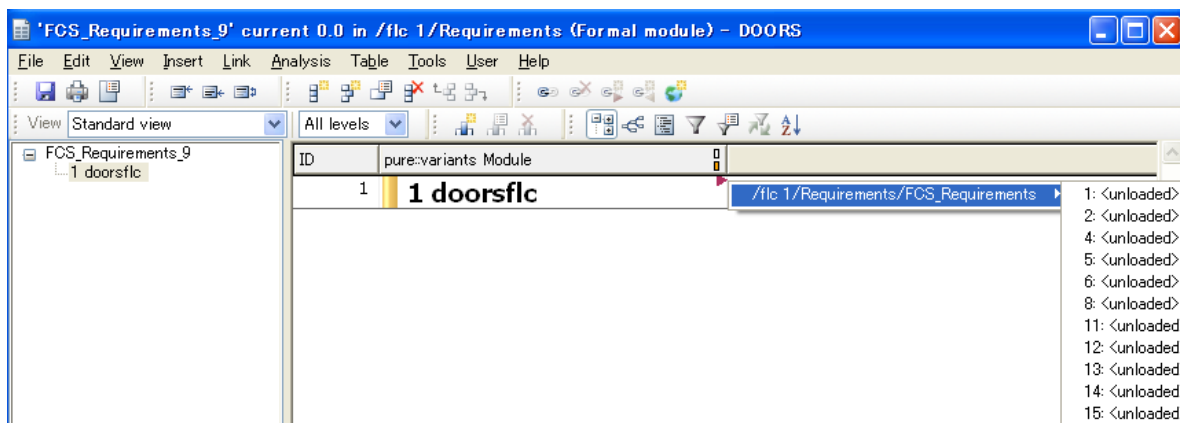 'FCS_Requirements_9' current 0.0 in /flc 1/Requirements (Formal module) - DOORS
File Edit View Insert Link Analysis Table Tools User Help
View Standard view All levels
FCS_Requirements_9
1 doorsflc
ID pure::variants Module
1 1 doorsflc
/flc 1/Requirements/FCS_Requirements
1: <unloaded>
2: <unloaded>
4: <unloaded>
5: <unloaded>
6: <unloaded>
8: <unloaded>
11: <unloaded
12: <unloaded
13: <unloaded
14: <unloaded
15: <unloaded